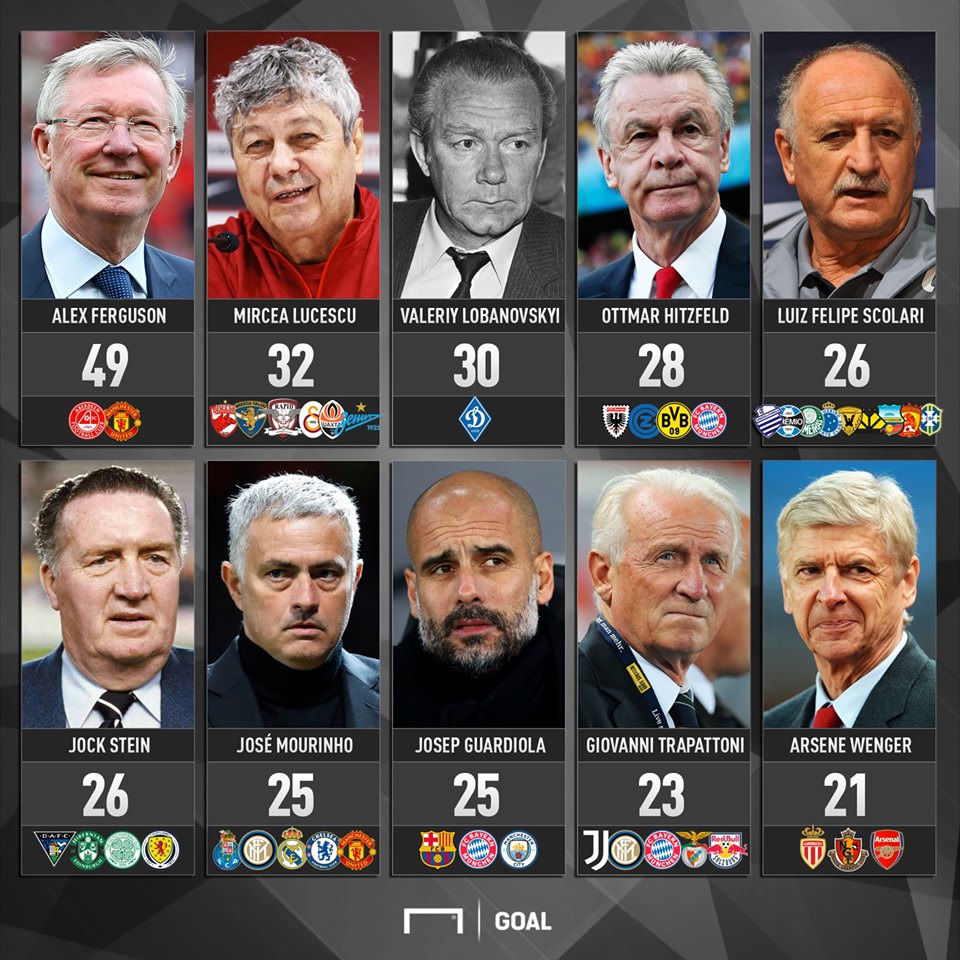 ALEX FERGUSON
49
MIRCEA LUCESCU
32
VALERIY LOBANOVSKYI
30
OTTMAR HITZFELD
28
LUIZ FELIPE SCOLARI
26
JOCK STEIN
26
JOSÉ MOURINHO
25
JOSEP GUARDIOLA
25
GIOVANNI TRAPATTONI
23
ARSENE WENGER
21
GOAL